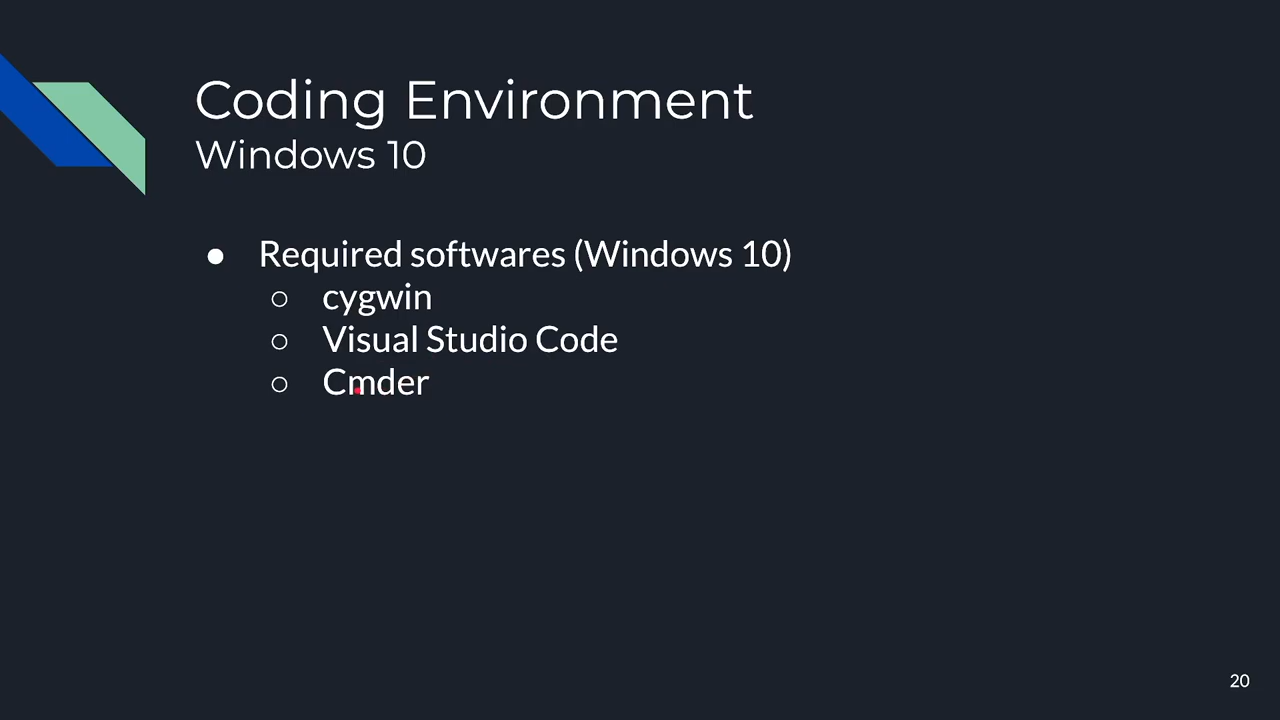 Coding Environment
Windows 10
● Required softwares (Windows 10)
○ cygwin
○ Visual Studio Code
○ Cmder
20